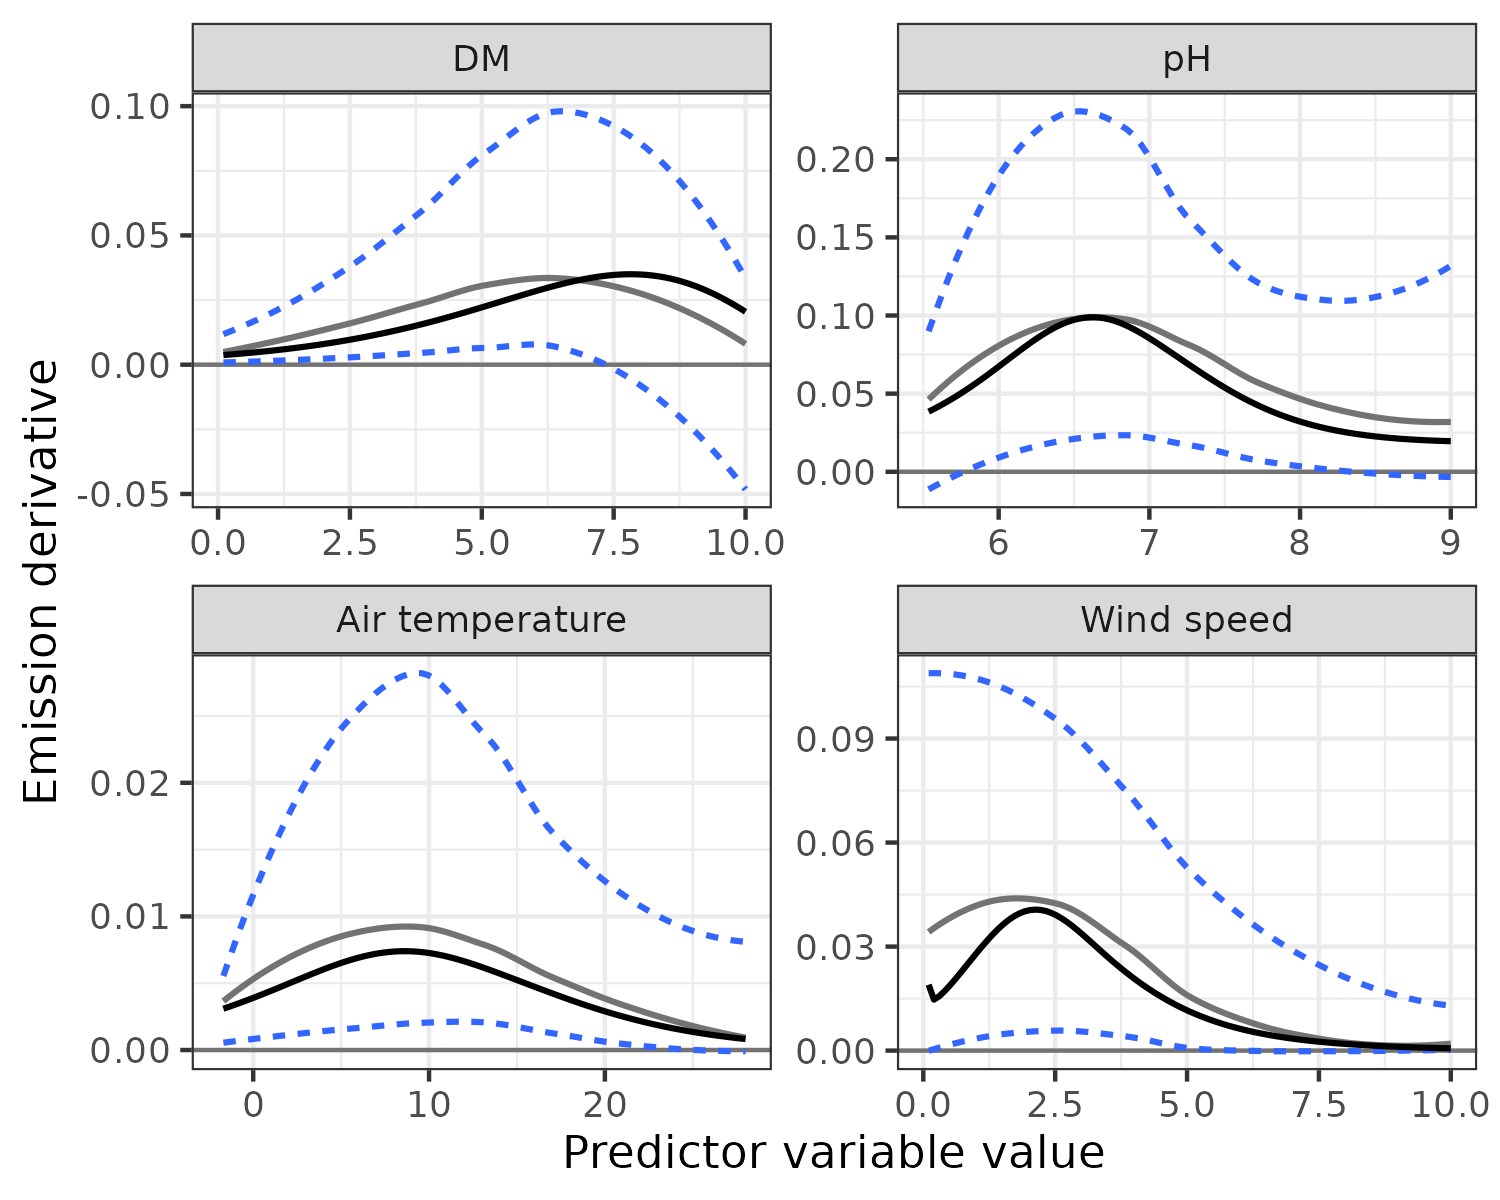 DM
pH
0.10
0.05
0.00
-0.05
0.0 2.5 5.0 7.5 10.0
0.20
0.15
0.10
0.05
0.00
6 7 8 9
Emission derivative
Air temperature
Wind speed
0.02
0.01
0.00
0 10 20
0.09
0.06
0.03
0.00
0.0 2.5 5.0 7.5 10.0
Predictor variable value